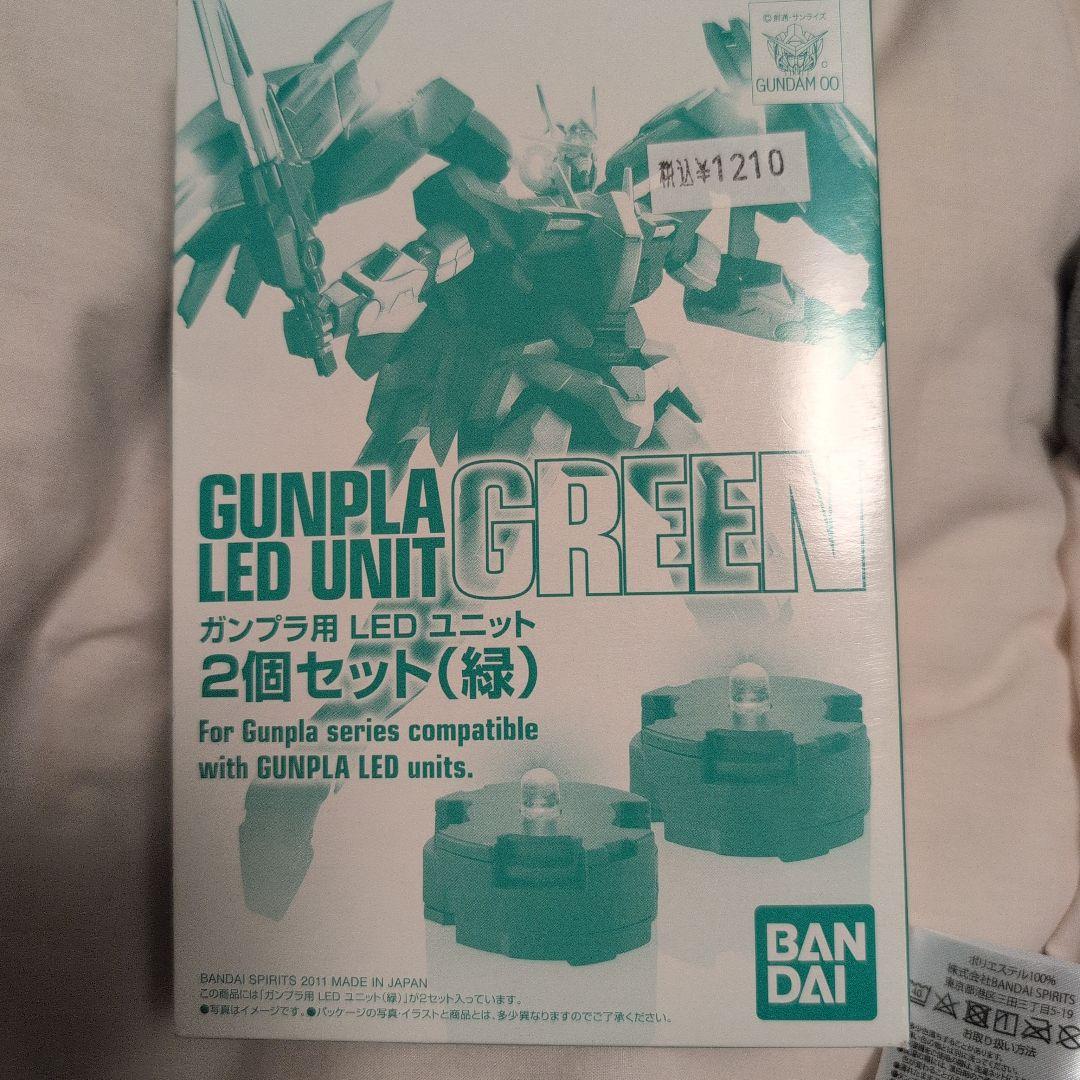 ©創通・サンライズ
GUNDAM 00
税込¥1210
GUNPLA
LED UNIT
GREEN
ガンプラ用 LED ユニット
2個セット(緑)
For Gunpla series compatible
with GUNPLA LED units.
BAN
DAI
BANDAI SPIRITS 2011 MADE IN JAPAN
この商品には「ガンプラ用 LED ユニット(緑)」が2セット入っています。
●写真はイメージです。●パッケージの写真・イラストと商品とは、多少異なりますのでご了承ください。
ポリエステル100%
株式会社BANDAI SPIRITS
東京都港区三田三丁目5-19
お取り扱い方法